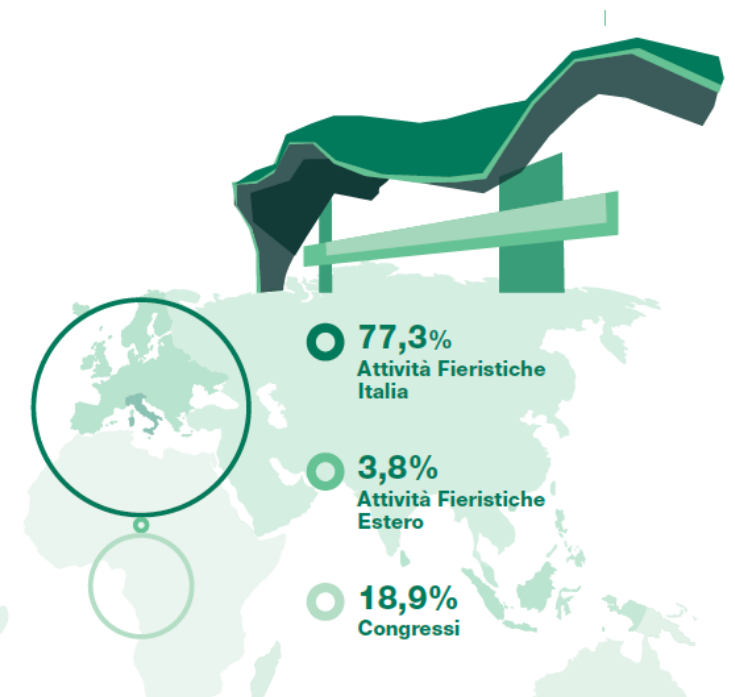 77,3%
Attività Fieristiche
Italia
3,8%
Attività Fieristiche
Estero
18,9%
Congressi